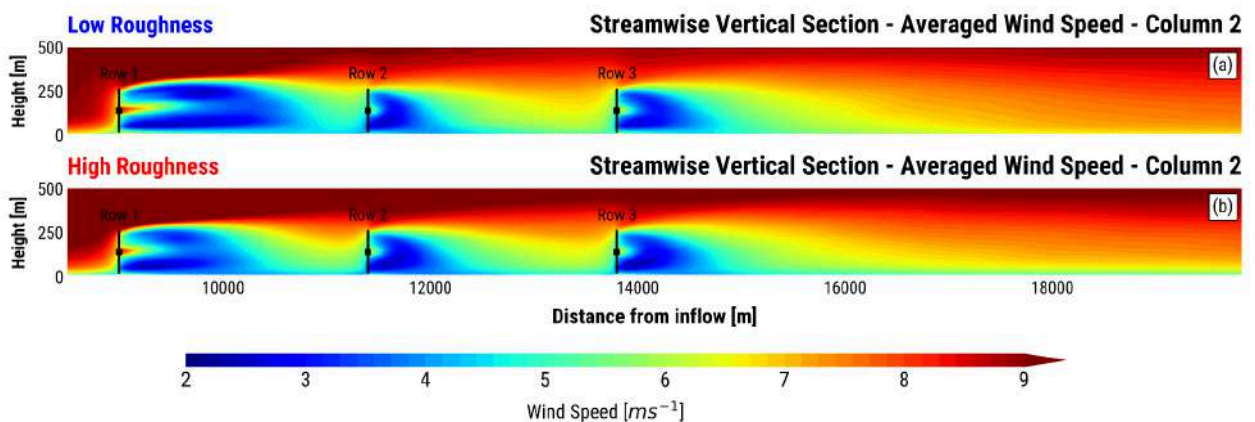 Low Roughness Streamwise Vertical Section - Averaged Wind Speed - Column 2
500
250
0
Height [m]
Row 1
Row 2
Row 3
(a)
High Roughness Streamwise Vertical Section - Averaged Wind Speed - Column 2
500
250
0
Height [m]
Row 1
Row 2
Row 3
(b)
10000 12000 14000 16000 18000
Distance from inflow [m]
2 3 4 5 6 7 8 9
Wind Speed [ms⁻¹]